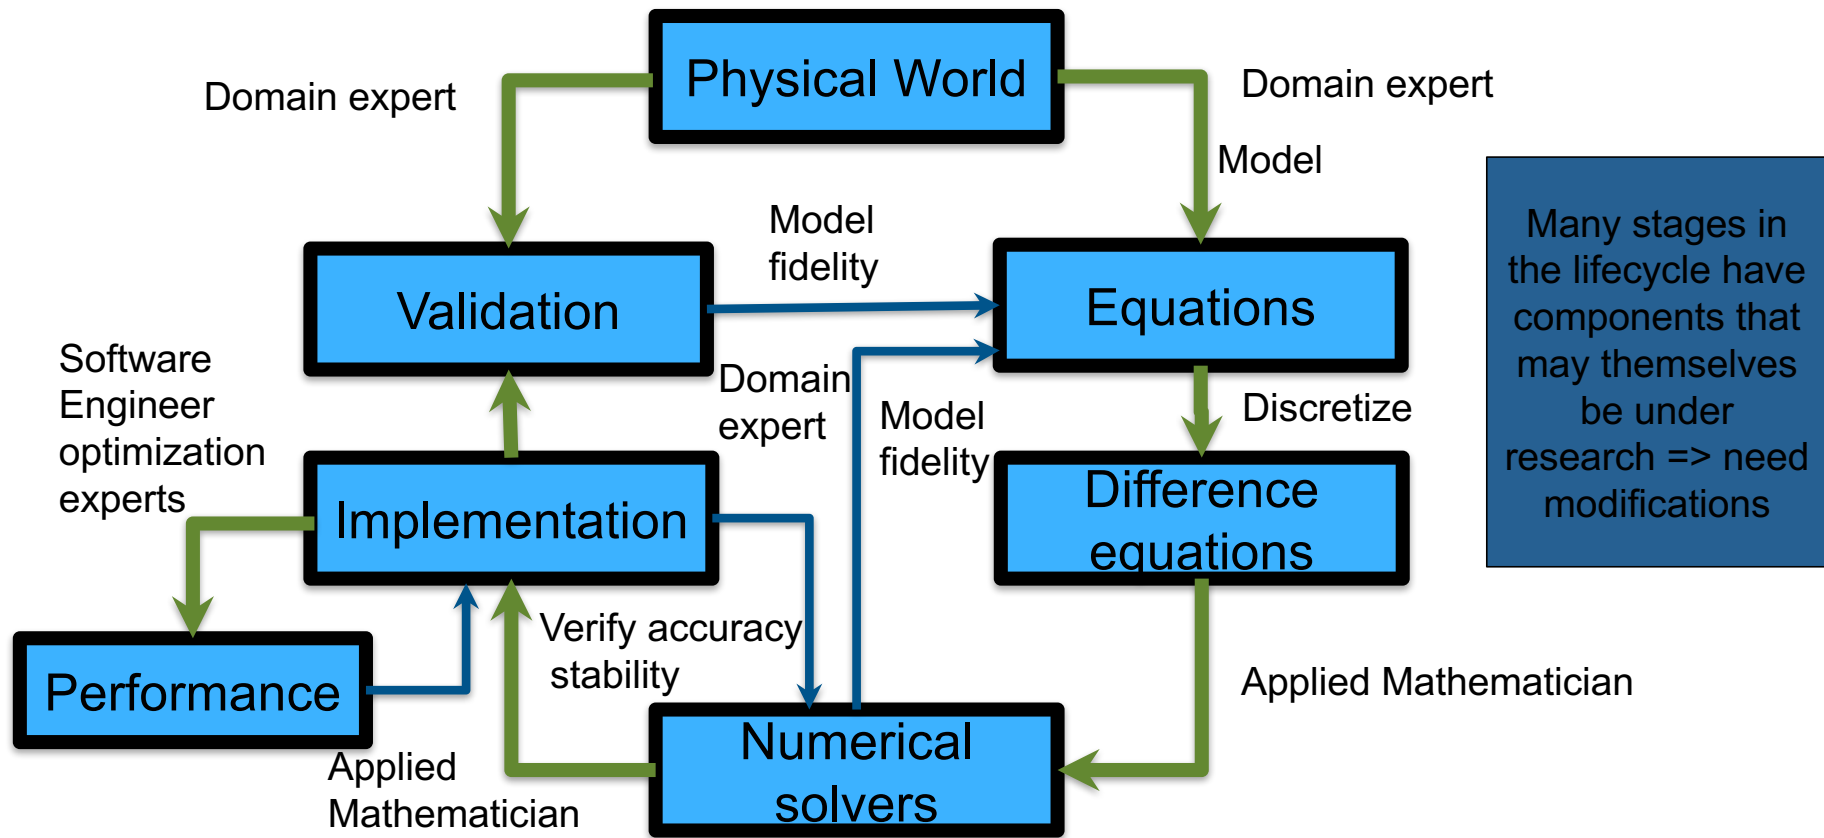 Physical World
Domain expert
Domain expert
Model
Model
fidelity
Validation
Equations
Many stages in
the lifecycle have
components that
may themselves
be under
research => need
modifications
Software
Engineer
optimization
experts
Domain
expert
Model
fidelity
Discretize
Implementation
Difference
equations
Verify accuracy
stability
Performance
Applied Mathematician
Applied
Mathematician
Numerical
solvers